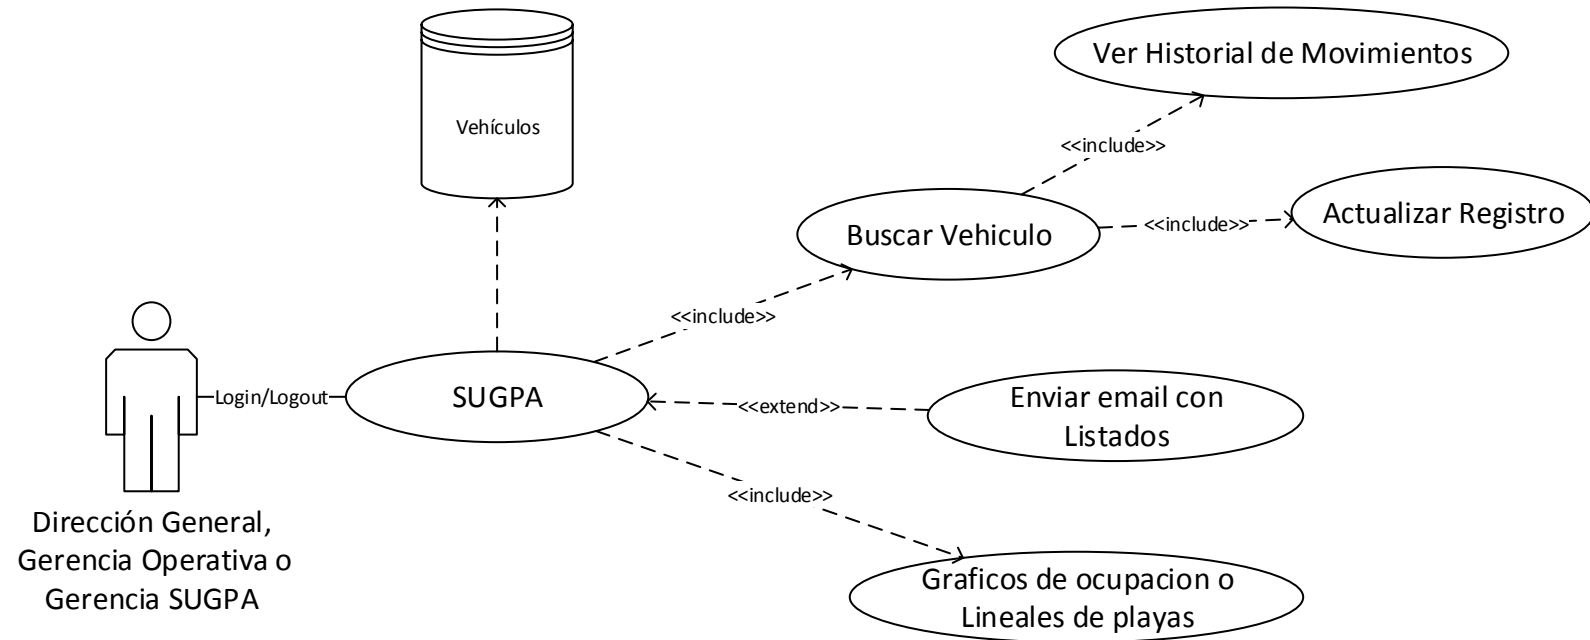 Ver Historial de Movimientos
Vehículos
<<include>>
Actualizar Registro
Buscar Vehiculo
<<include>>
<<include>>
Login/Logout
SUGPA
<<extend>>
Enviar email con
Listados
<<include>>
Dirección General,
Gerencia Operativa o
Gerencia SUGPA
Graficos de ocupacion o
Lineales de playas